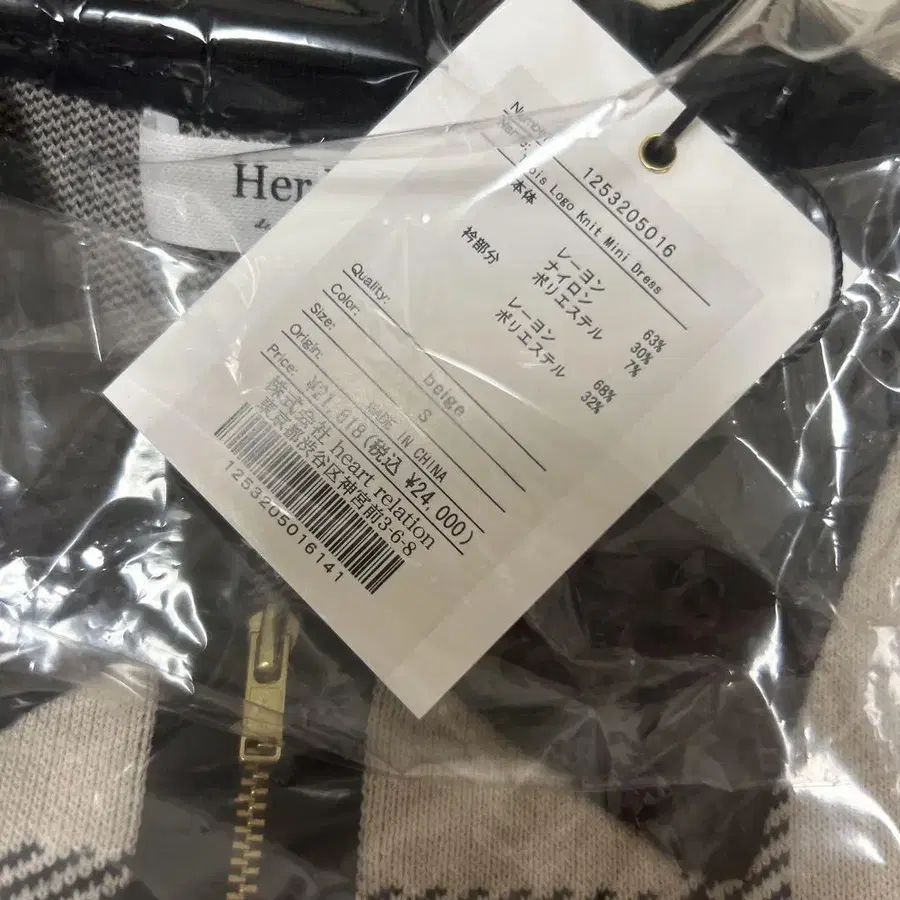 Her
1253205016
Logo Knit Mini Dress
本体
レーヨン 63%
ナイロン 30%
ポリエステル 7%
衿部分
レーヨン 68%
ポリエステル 32%
Quality:
Color: beige
Size: S
Origin: MADE IN CHINA
Price: ¥21,818(税込 ¥24,000)
株式会社 heart relation
東京都渋谷区神宮前3-6-8
1253205016141